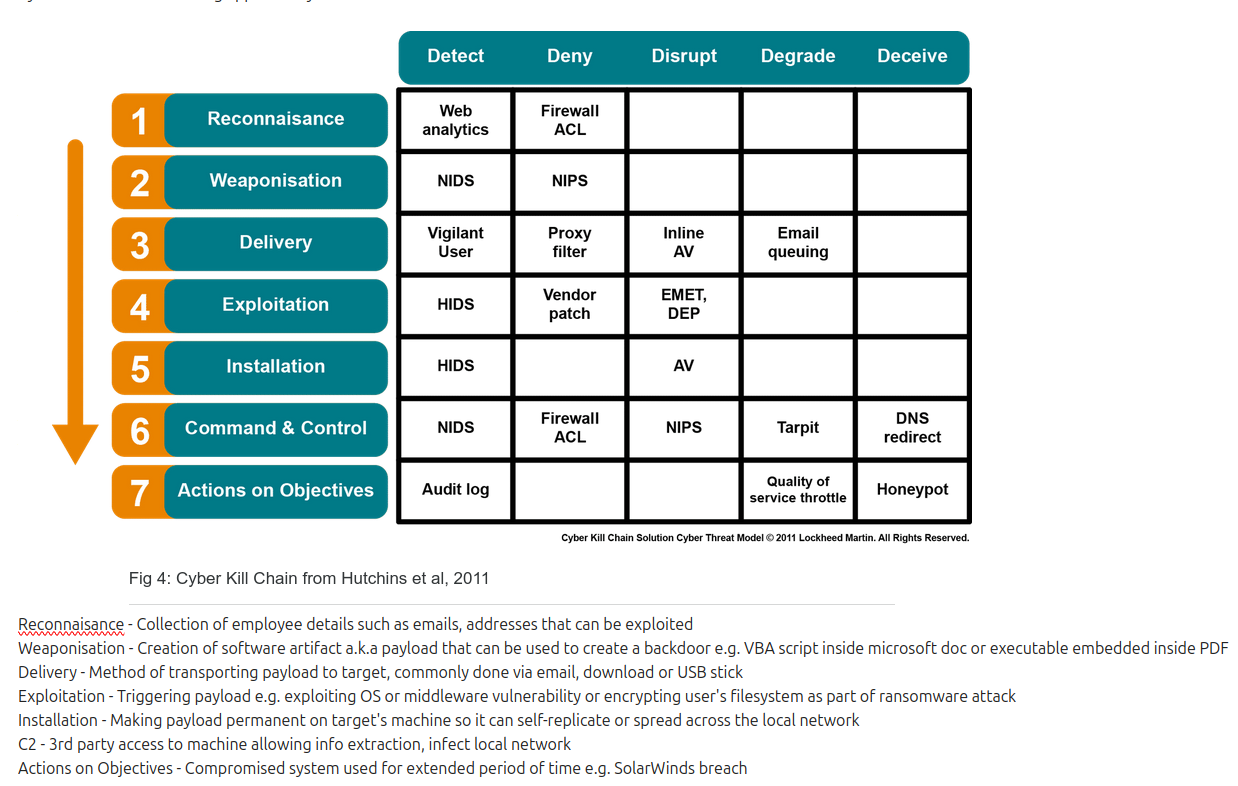 Detect Deny Disrupt Degrade Deceive
1 Reconnaisance Web analytics Firewall ACL
2 Weaponisation NIDS NIPS
3 Delivery Vigilant User Proxy filter Inline AV Email queuing
4 Exploitation HIDS Vendor patch EMET, DEP
5 Installation HIDS AV
6 Command & Control NIDS Firewall ACL NIPS Tarpit DNS redirect
7 Actions on Objectives Audit log Quality of service throttle Honeypot
Cyber Kill Chain Solution Cyber Threat Model © 2011 Lockheed Martin. All Rights Reserved.
Fig 4: Cyber Kill Chain from Hutchins et al, 2011
Reconnaisance - Collection of employee details such as emails, addresses that can be exploited
Weaponisation - Creation of software artifact a.k.a payload that can be used to create a backdoor e.g. VBA script inside microsoft doc or executable embedded inside PDF
Delivery - Method of transporting payload to target, commonly done via email, download or USB stick
Exploitation - Triggering payload e.g. exploiting OS or middleware vulnerability or encrypting user's filesystem as part of ransomware attack
Installation - Making payload permanent on target's machine so it can self-replicate or spread across the local network
C2 - 3rd party access to machine allowing info extraction, infect local network
Actions on Objectives - Compromised system used for extended period of time e.g. SolarWinds breach